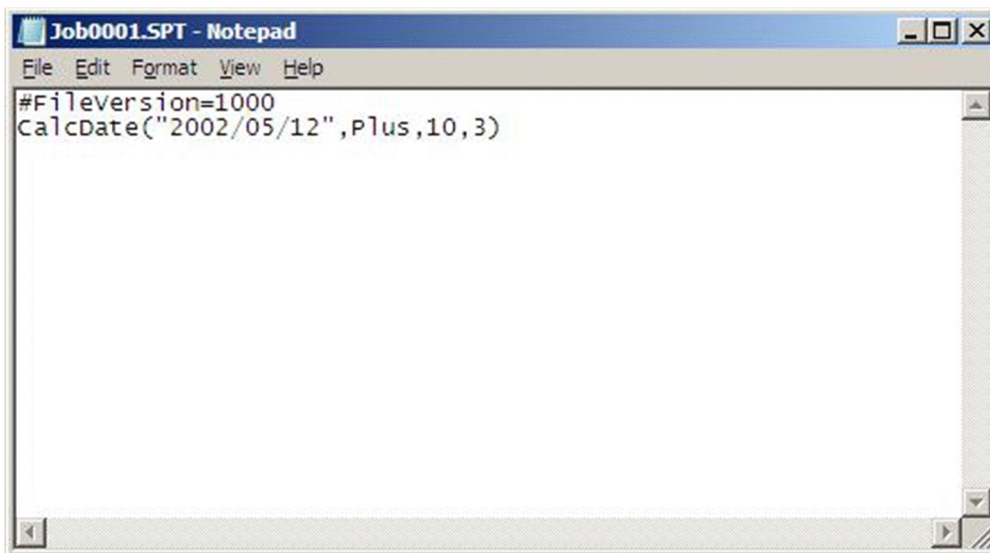 Job0001.SPT - Notepad
File Edit Format View Help
#FileVersion=1000
CalcDate("2002/05/12",Plus,10,3)